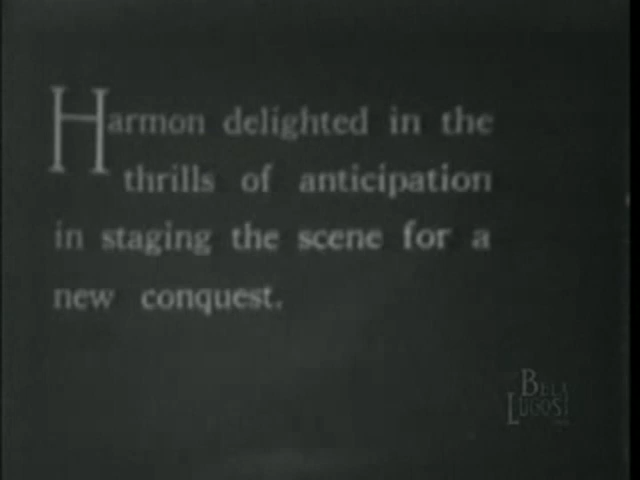 Harmon delighted in the
thrills of anticipation
in staging the scene for a
new conquest.
BELA
LUGOSI